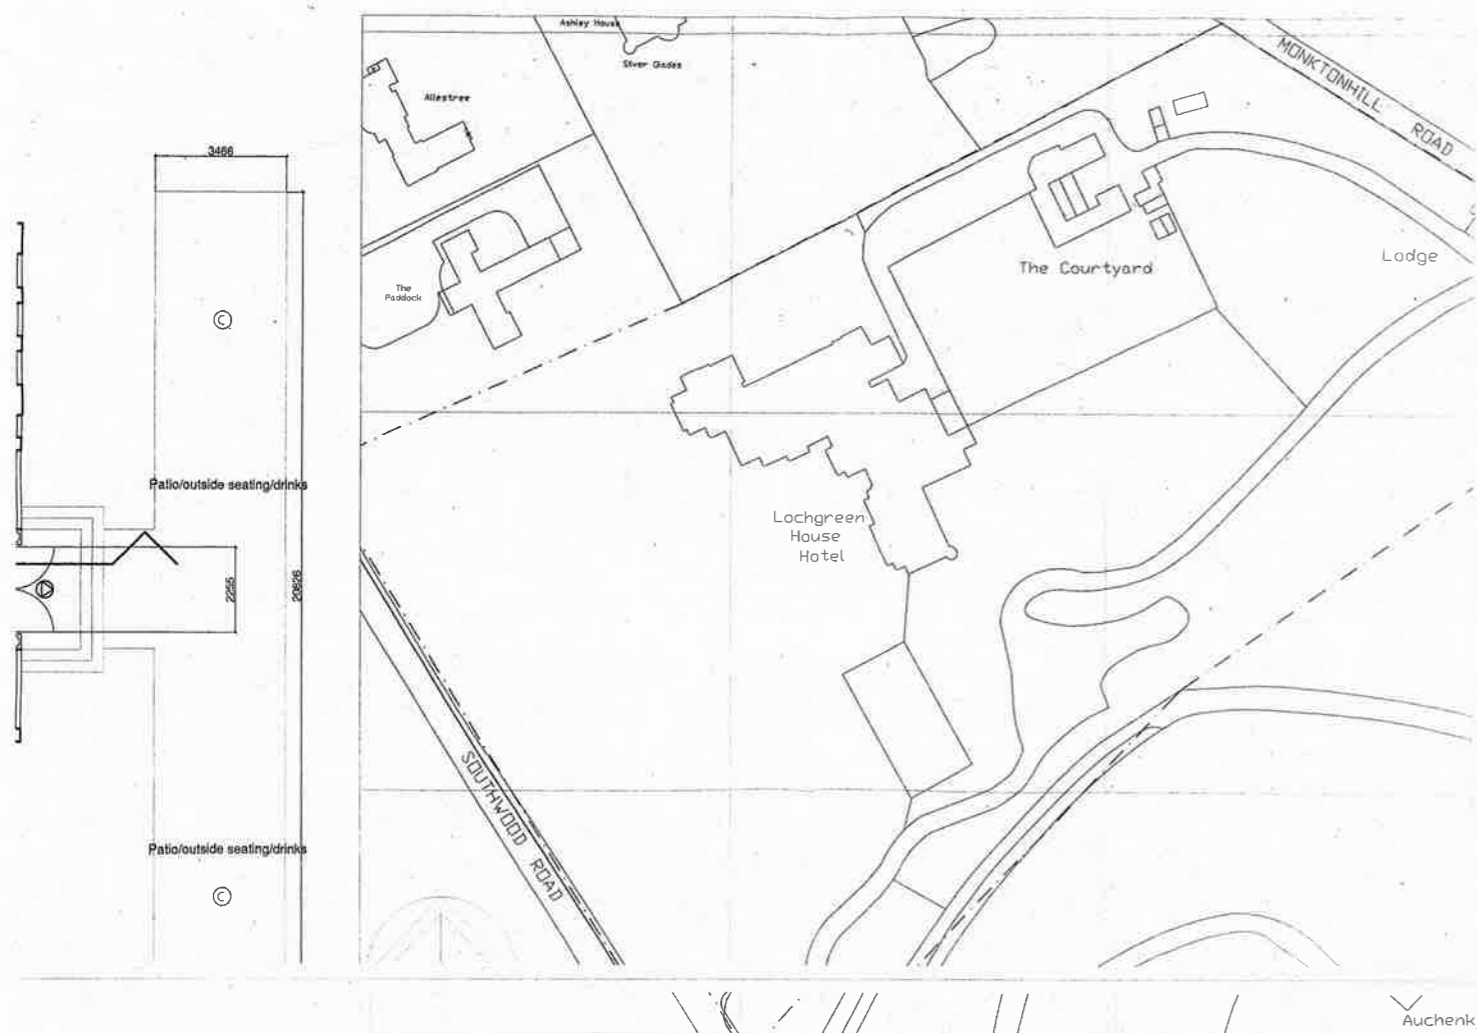 Ashley House
Silver Glades
MONKTONHILL ROAD
Allestree
3466
Lodge
The Courtyard
The
Paddock
C
Patio/outside seating/drinks
Lochgreen
House
Hotel
2255
20826
SOUTHWOOD ROAD
Patio/outside seating/drinks
C
Auchenk